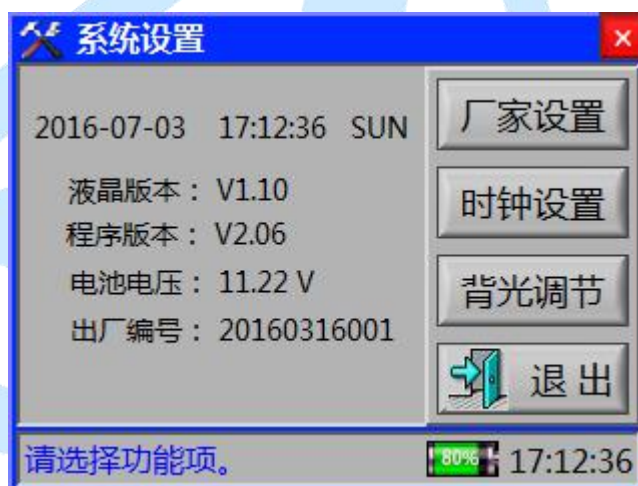 系统设置
2016-07-03 17:12:36 SUN
液晶版本： V1.10
程序版本： V2.06
电池电压： 11.22 V
出厂编号： 20160316001
厂家设置
时钟设置
背光调节
退出
请选择功能项。
80%
17:12:36